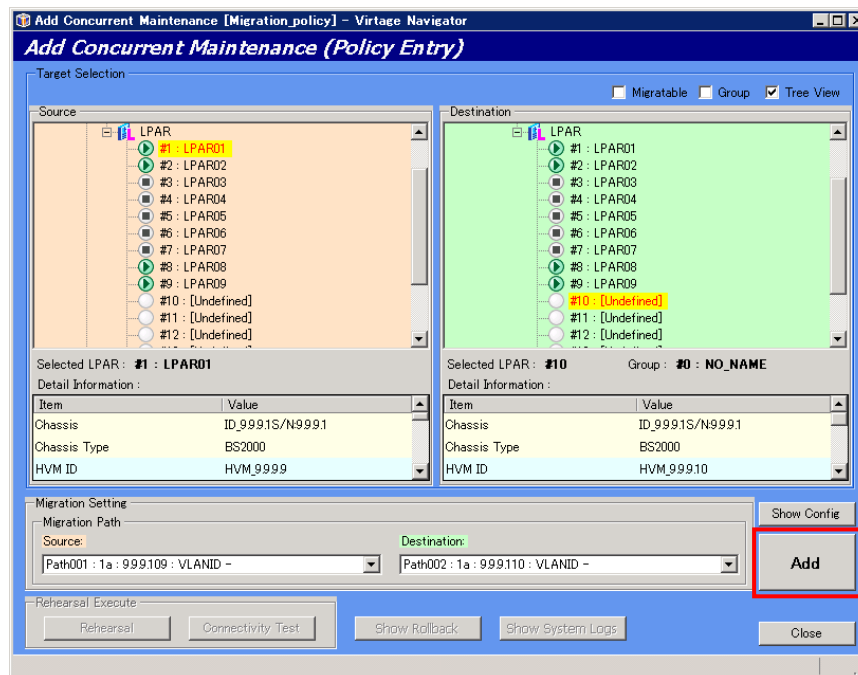 Add Concurrent Maintenance [Migration_policy] - Virtage Navigator
Add Concurrent Maintenance (Policy Entry)
Target Selection
Migratable Group Tree View
Source
LPAR
#1 : LPAR01
#2 : LPAR02
#3 : LPAR03
#4 : LPAR04
#5 : LPAR05
#6 : LPAR06
#7 : LPAR07
#8 : LPAR08
#9 : LPAR09
#10 : [Undefined]
#11 : [Undefined]
#12 : [Undefined]
Selected LPAR : #1 : LPAR01
Detail Information :
Item Value
Chassis ID_9.9.9.1S/N:9.9.9.1
Chassis Type BS2000
HVM ID HVM_9.9.9.9
Destination
LPAR
#1 : LPAR01
#2 : LPAR02
#3 : LPAR03
#4 : LPAR04
#5 : LPAR05
#6 : LPAR06
#7 : LPAR07
#8 : LPAR08
#9 : LPAR09
#10 : [Undefined]
#11 : [Undefined]
#12 : [Undefined]
Selected LPAR : #10 Group : #0 : NO_NAME
Detail Information :
Item Value
Chassis ID_9.9.9.1S/N:9.9.9.1
Chassis Type BS2000
HVM ID HVM_9.9.9.10
Migration Setting
Migration Path
Source:
Path001 : 1a : 9.9.9.109 : VLANID -
Destination:
Path002 : 1a : 9.9.9.110 : VLANID -
Show Config
Add
Rehearsal Execute
Rehearsal Connectivity Test Show Rollback Show System Logs
Close